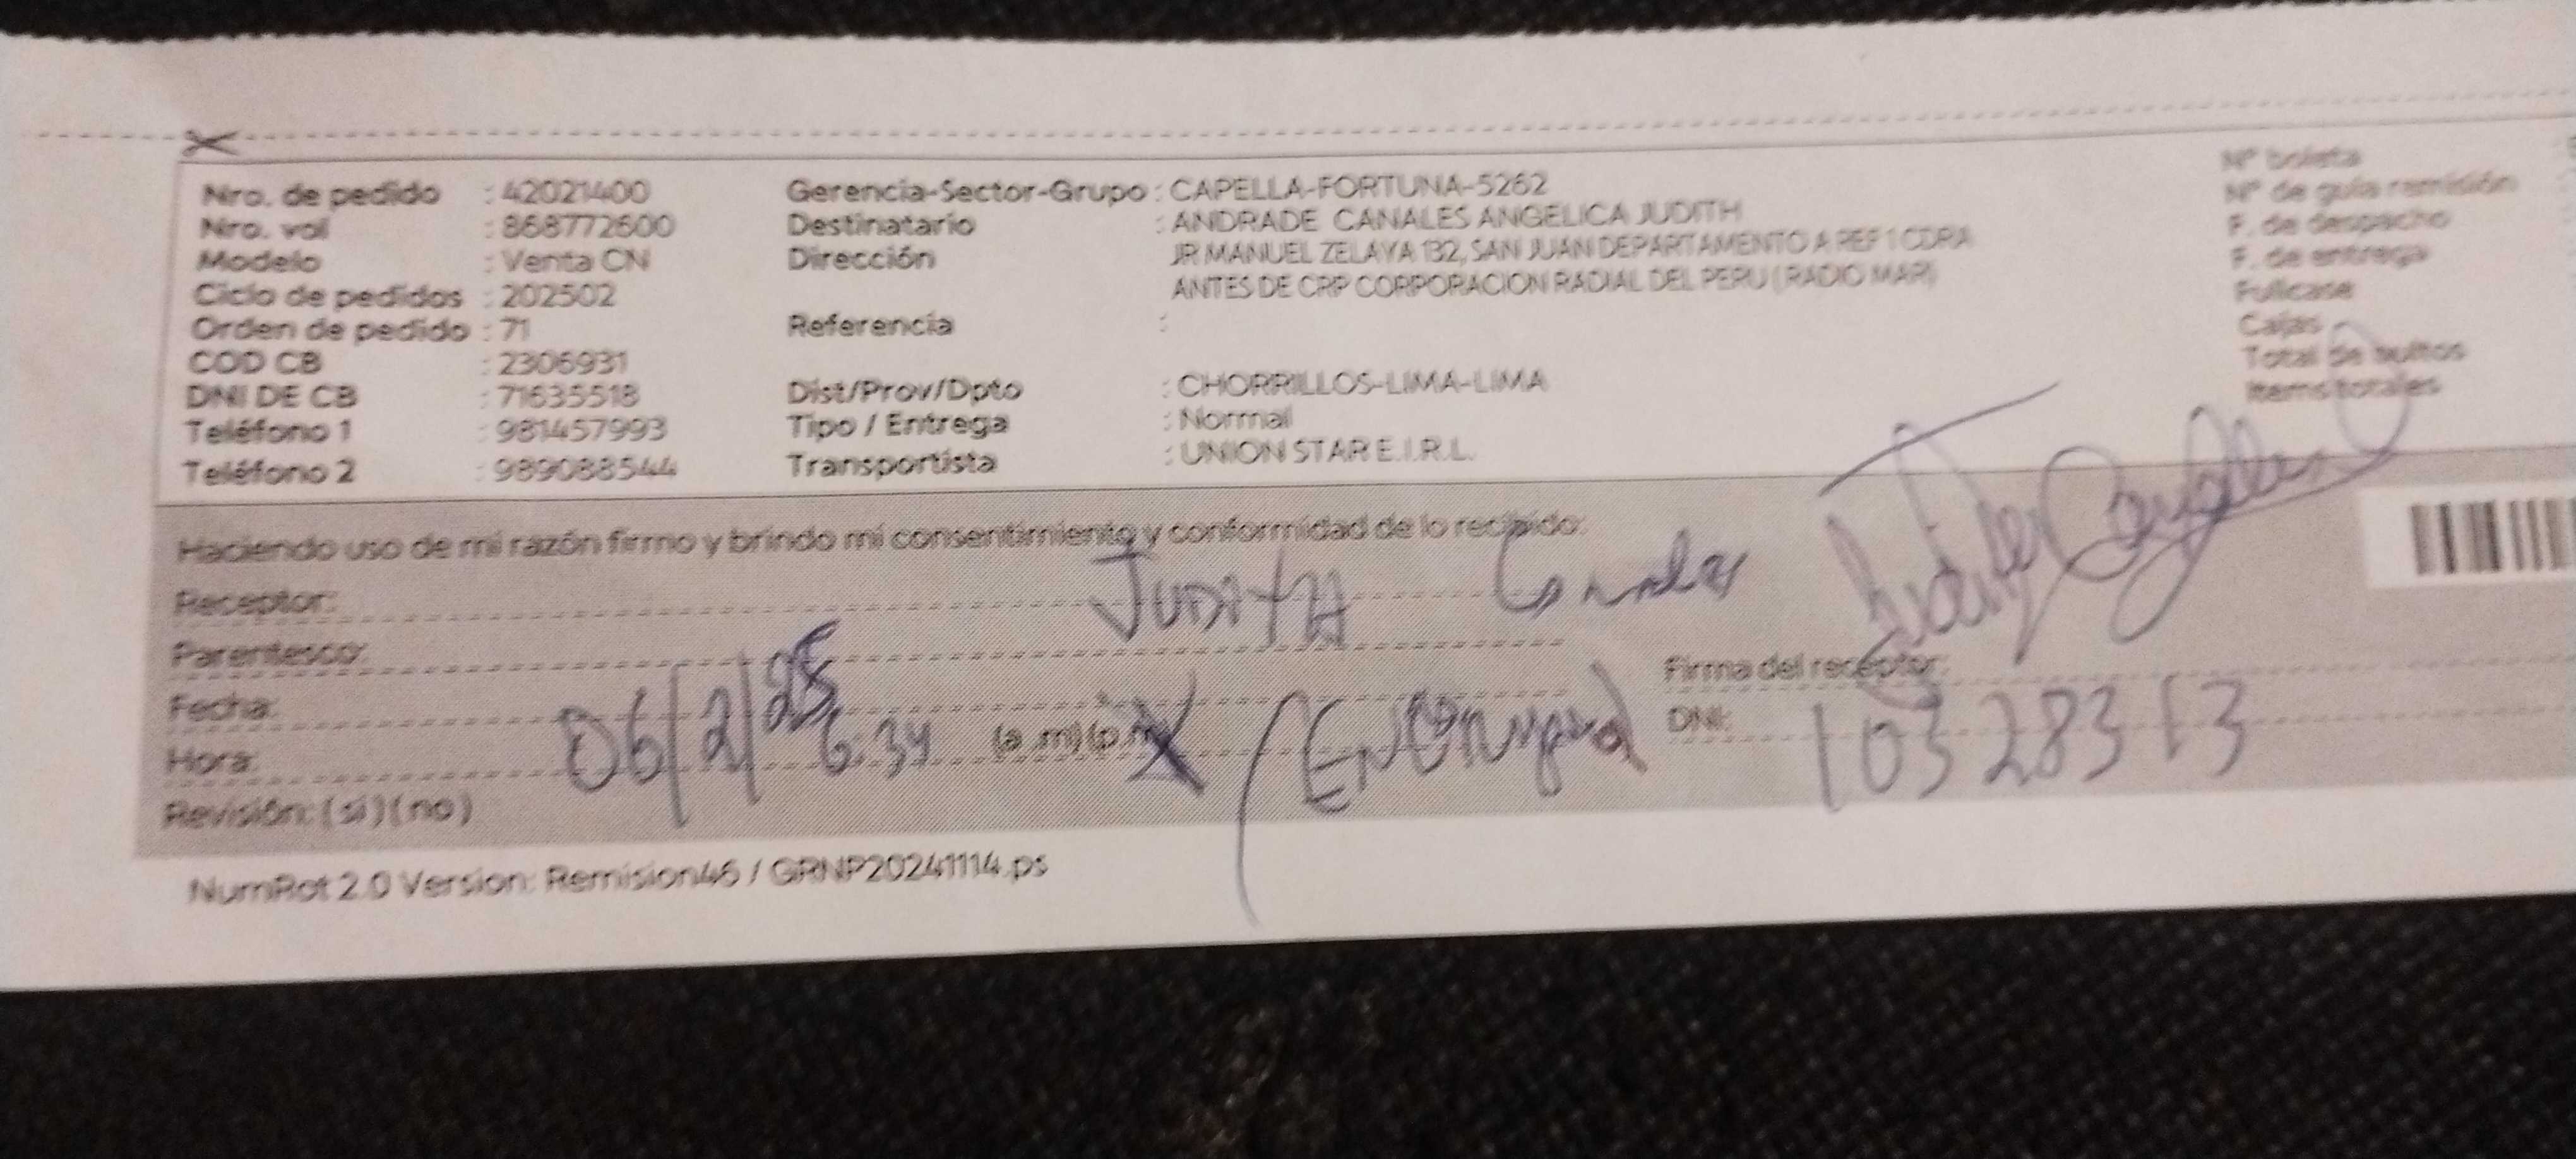 Nro. de pedido : 42021400
Nro. vol : 868772600
Modelo : Venta CN
Ciclo de pedidos : 202502
Orden de pedido : 71
COD CB : 2306931
DNI DE CB : 71635518
Teléfono 1 : 981457993
Teléfono 2 : 989088544
Gerencia-Sector-Grupo : CAPELLA-FORTUNA-5262
Destinatario : ANDRADE CANALES ANGELICA JUDITH
Dirección : JR MANUEL ZELAYA 132, SAN JUAN DEPARTAMENTO A REF 1 CDRA
ANTES DE CRP CORPORACION RADIAL DEL PERU (RADIO MAR)
Referencia :
Dist/Prov/Dpto : CHORRILLOS-LIMA-LIMA
Tipo / Entrega : Normal
Transportista : UNION STAR E.I.R.L.
Nº boleta
Nº de guía remisión
F. de despacho
F. de entrega
Fullcase
Cajas
Total de bultos
Items totales
Haciendo uso de mi razón firmo y brindo mi consentimiento y conformidad de lo recibido:
Receptor: JUDITH Canales
Parentesco:
Fecha: 06/2/25
Hora: 6:34 (a.m) (p.m)
Revisión: ( si ) ( no )
Firma del receptor:
DNI: 10328313
NumRot 2.0 Version: Remision46 / GRNP20241114.ps